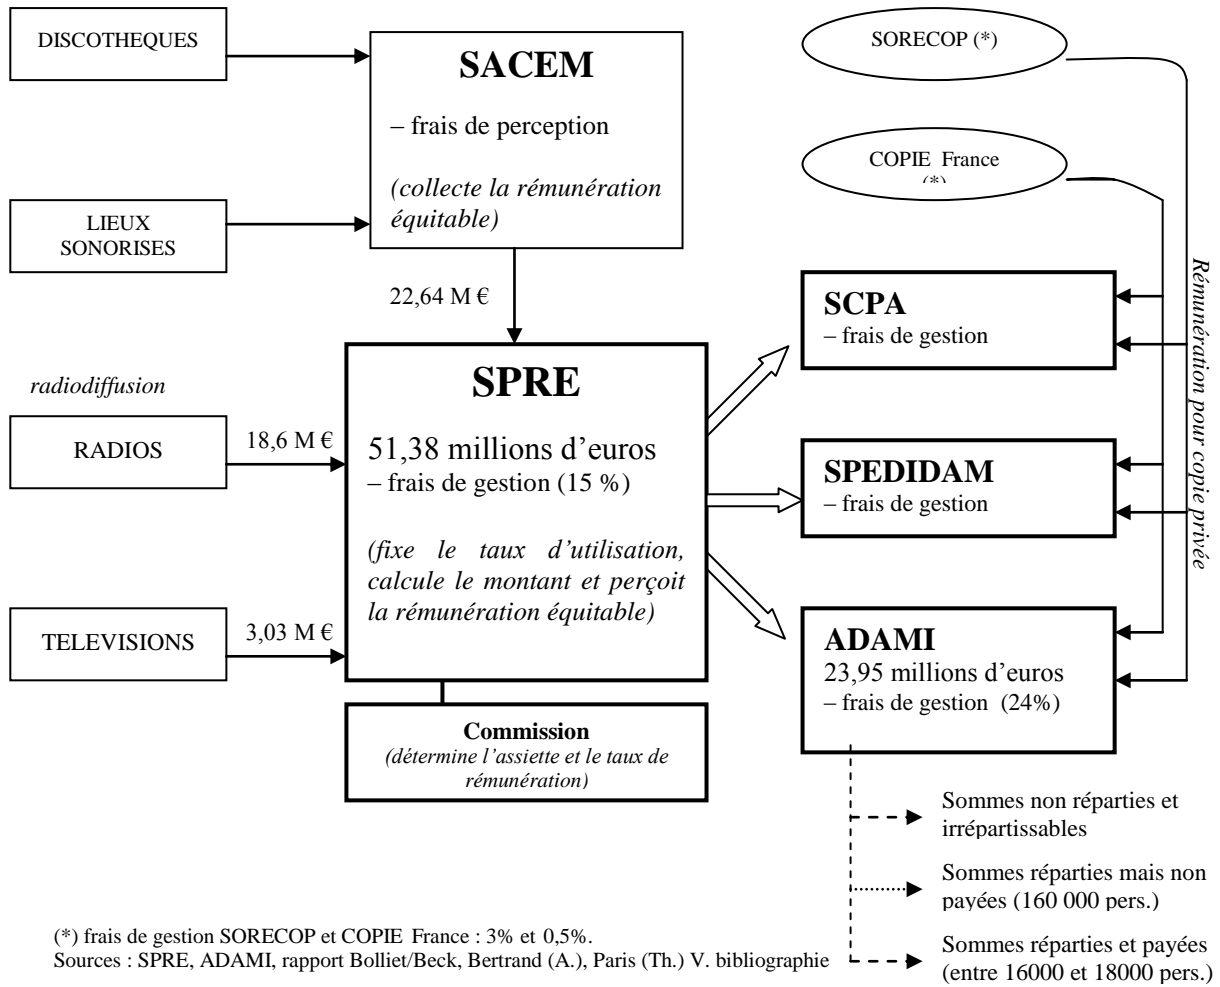 DISCOTHEQUES
SACEM
– frais de perception
(collecte la rémunération
équitable)
LIEUX
SONORISES
22,64 M €
SORECOP (*)
COPIE France
(*)
Rémunération pour copie privée
radiodiffusion
RADIOS
18,6 M €
TELEVISIONS
3,03 M €
SPRE
51,38 millions d’euros
– frais de gestion (15 %)
(fixe le taux d’utilisation,
calcule le montant et perçoit
la rémunération équitable)
Commission
(détermine l’assiette et le taux de
rémunération)
SCPA
– frais de gestion
SPEDIDAM
– frais de gestion
ADAMI
23,95 millions d’euros
– frais de gestion (24%)
Sommes non réparties et
irrépartissables
Sommes réparties mais non
payées (160 000 pers.)
Sommes réparties et payées
(entre 16000 et 18000 pers.)
(*) frais de gestion SORECOP et COPIE France : 3% et 0,5%.
Sources : SPRE, ADAMI, rapport Bolliet/Beck, Bertrand (A.), Paris (Th.) V. bibliographie